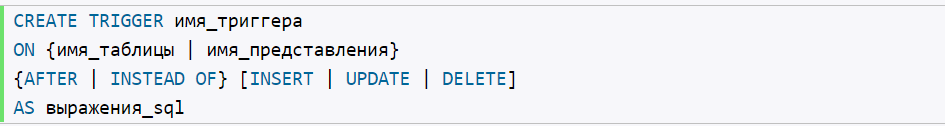 CREATE TRIGGER имя_триггера
ON {имя_таблицы | имя_представления}
{AFTER | INSTEAD OF} [INSERT | UPDATE | DELETE]
AS выражения_sql